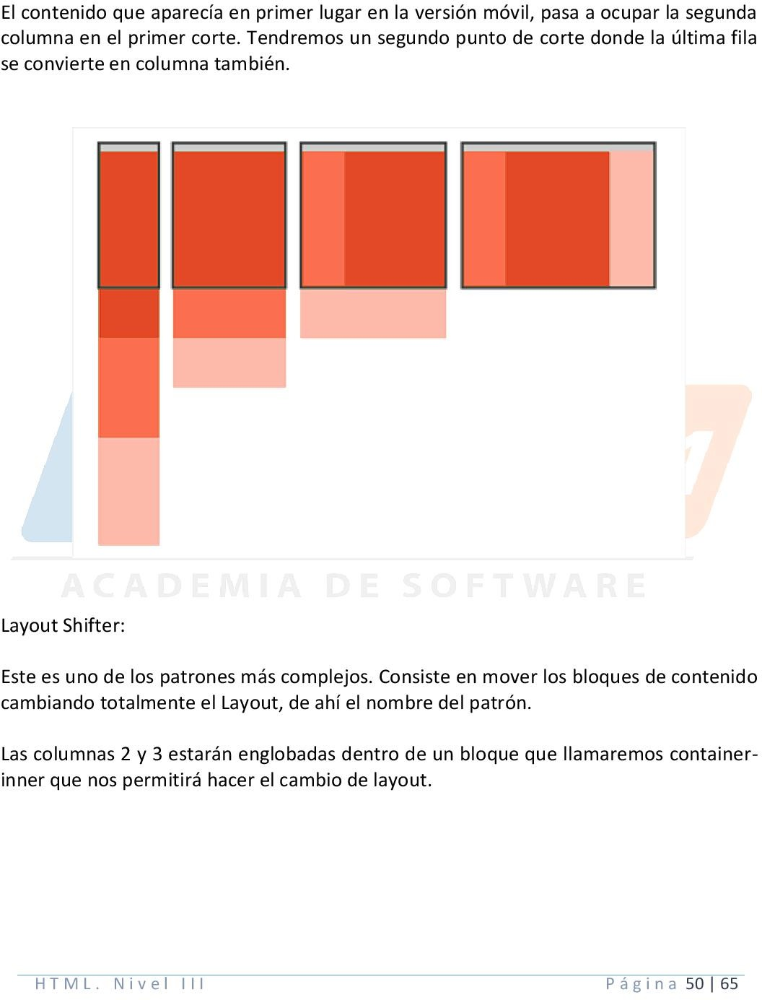 El contenido que aparecía en primer lugar en la versión móvil, pasa a ocupar la segunda
columna en el primer corte. Tendremos un segundo punto de corte donde la última fila
se convierte en columna también.
ACADEMIA DE SOFTWARE
Layout Shifter:
Este es uno de los patrones más complejos. Consiste en mover los bloques de contenido
cambiando totalmente el Layout, de ahí el nombre del patrón.
Las columnas 2 y 3 estarán englobadas dentro de un bloque que llamaremos container-
inner que nos permitirá hacer el cambio de layout.
HTML. Nivel III Página 50 | 65